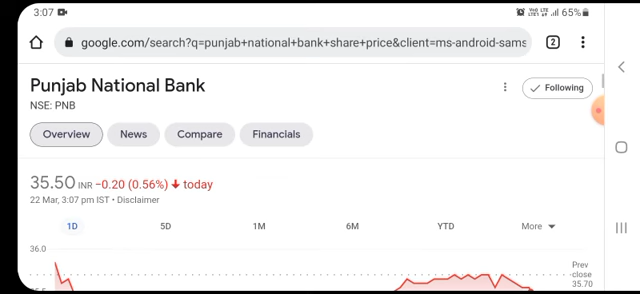 3:07
65%
google.com/search?q=punjab+national+bank+share+price&client=ms-android-sams
2
Punjab National Bank
NSE: PNB
Following
Overview News Compare Financials
35.50 INR −0.20 (0.56%) today
22 Mar, 3:07 pm IST • Disclaimer
1D 5D 1M 6M YTD More
36.0
Prev
close
35.70